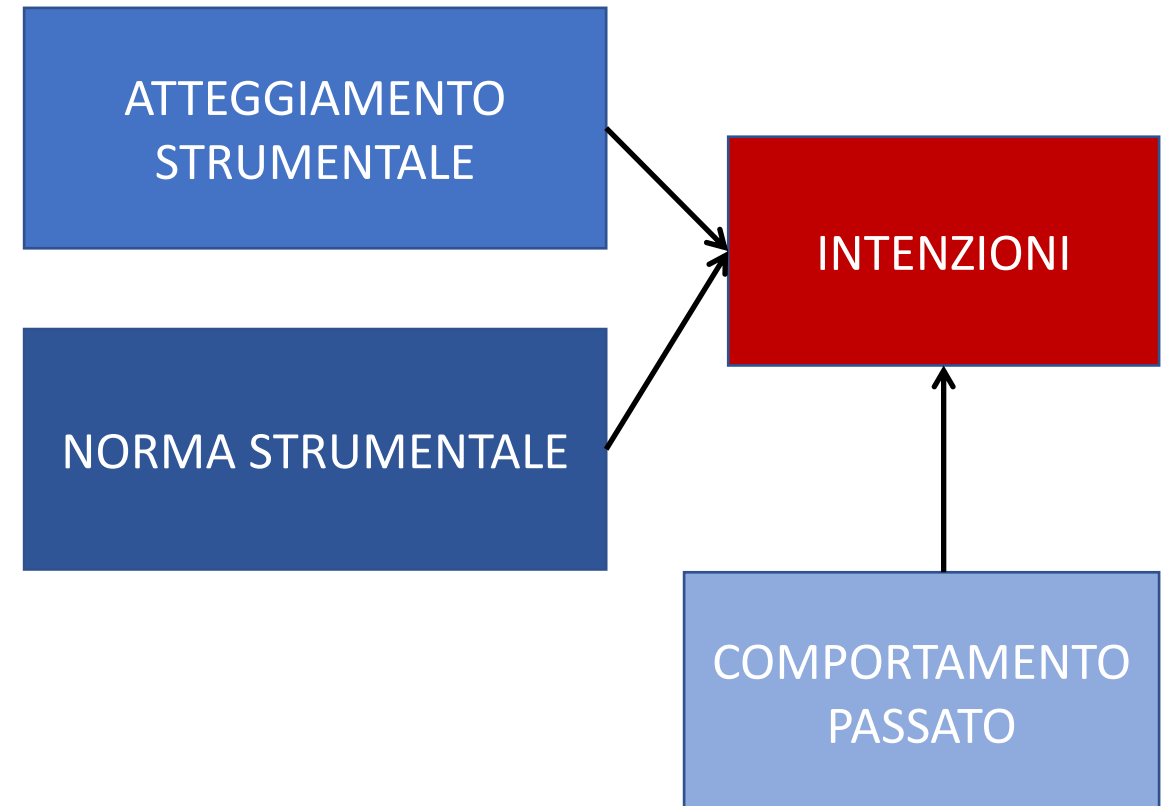 ATTEGGIAMENTO
STRUMENTALE
INTENZIONI
NORMA STRUMENTALE
COMPORTAMENTO
PASSATO